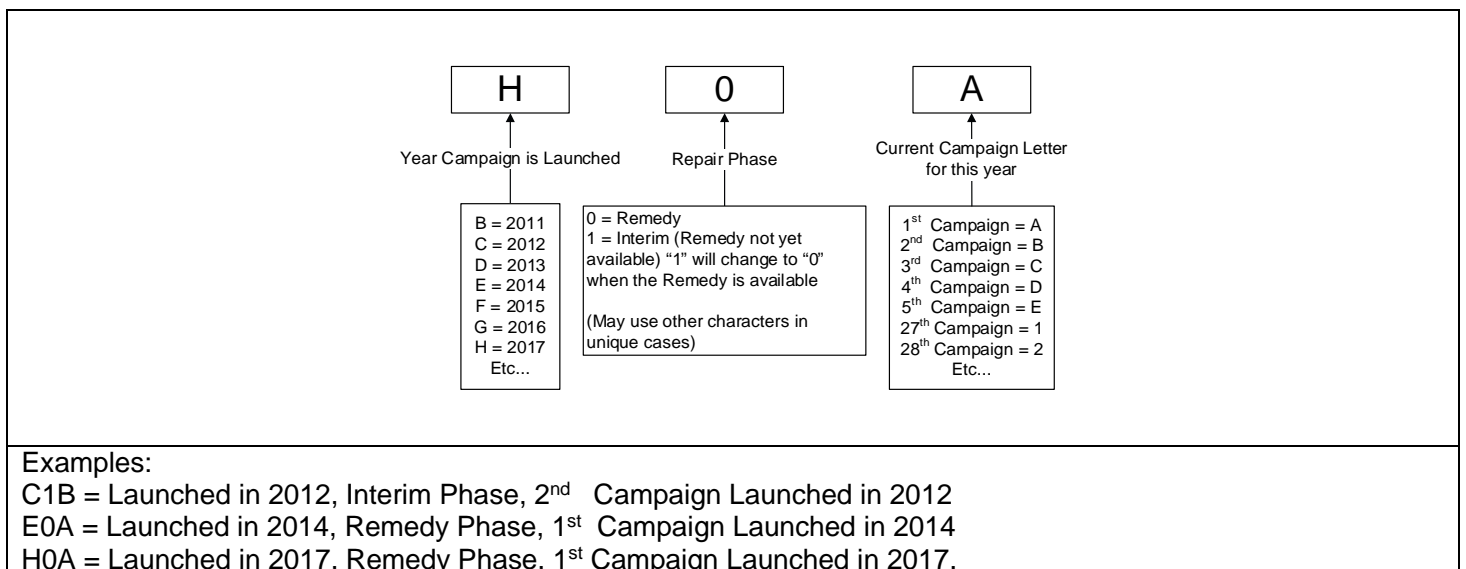 H
0
A
Year Campaign is Launched
Repair Phase
Current Campaign Letter
for this year
B = 2011
C = 2012
D = 2013
E = 2014
F = 2015
G = 2016
H = 2017
Etc...
0 = Remedy
1 = Interim (Remedy not yet
available) “1” will change to “0”
when the Remedy is available
(May use other characters in
unique cases)
1st Campaign = A
2nd Campaign = B
3rd Campaign = C
4th Campaign = D
5th Campaign = E
27th Campaign = 1
28th Campaign = 2
Etc...
Examples:
C1B = Launched in 2012, Interim Phase, 2nd Campaign Launched in 2012
E0A = Launched in 2014, Remedy Phase, 1st Campaign Launched in 2014
H0A = Launched in 2017, Remedy Phase, 1st Campaign Launched in 2017.